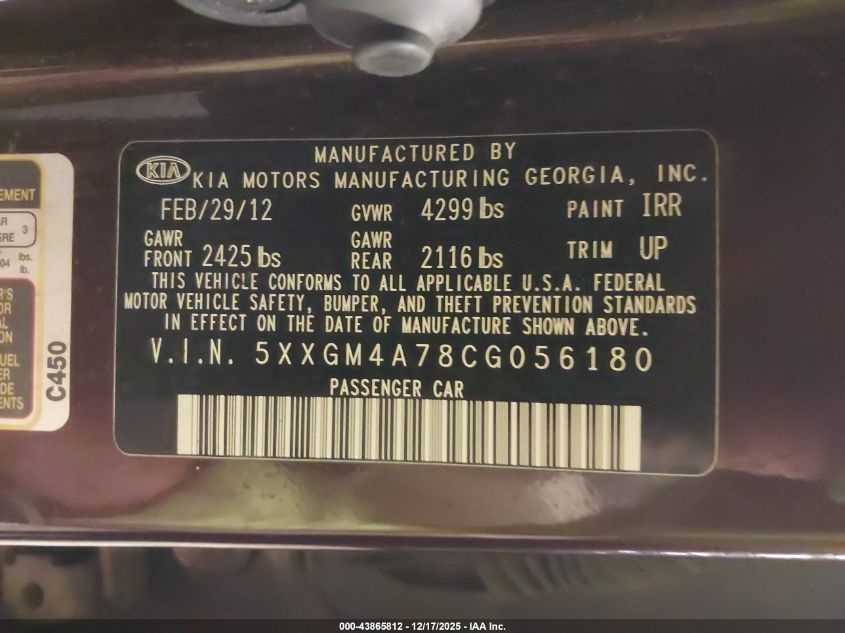 MANUFACTURED BY
KIA KIA MOTORS MANUFACTURING GEORGIA, INC.
FEB/29/12 GVWR 4299 lbs PAINT IRR
GAWR FRONT 2425 lbs GAWR REAR 2116 lbs TRIM UP
THIS VEHICLE CONFORMS TO ALL APPLICABLE U.S.A. FEDERAL
MOTOR VEHICLE SAFETY, BUMPER, AND THEFT PREVENTION STANDARDS
IN EFFECT ON THE DATE OF MANUFACTURE SHOWN ABOVE.
V.I.N. 5XXGM4A78CG056180
PASSENGER CAR
3
lbs.
lb.
C450
000-43865812 - 12/17/2025 - IAA Inc.